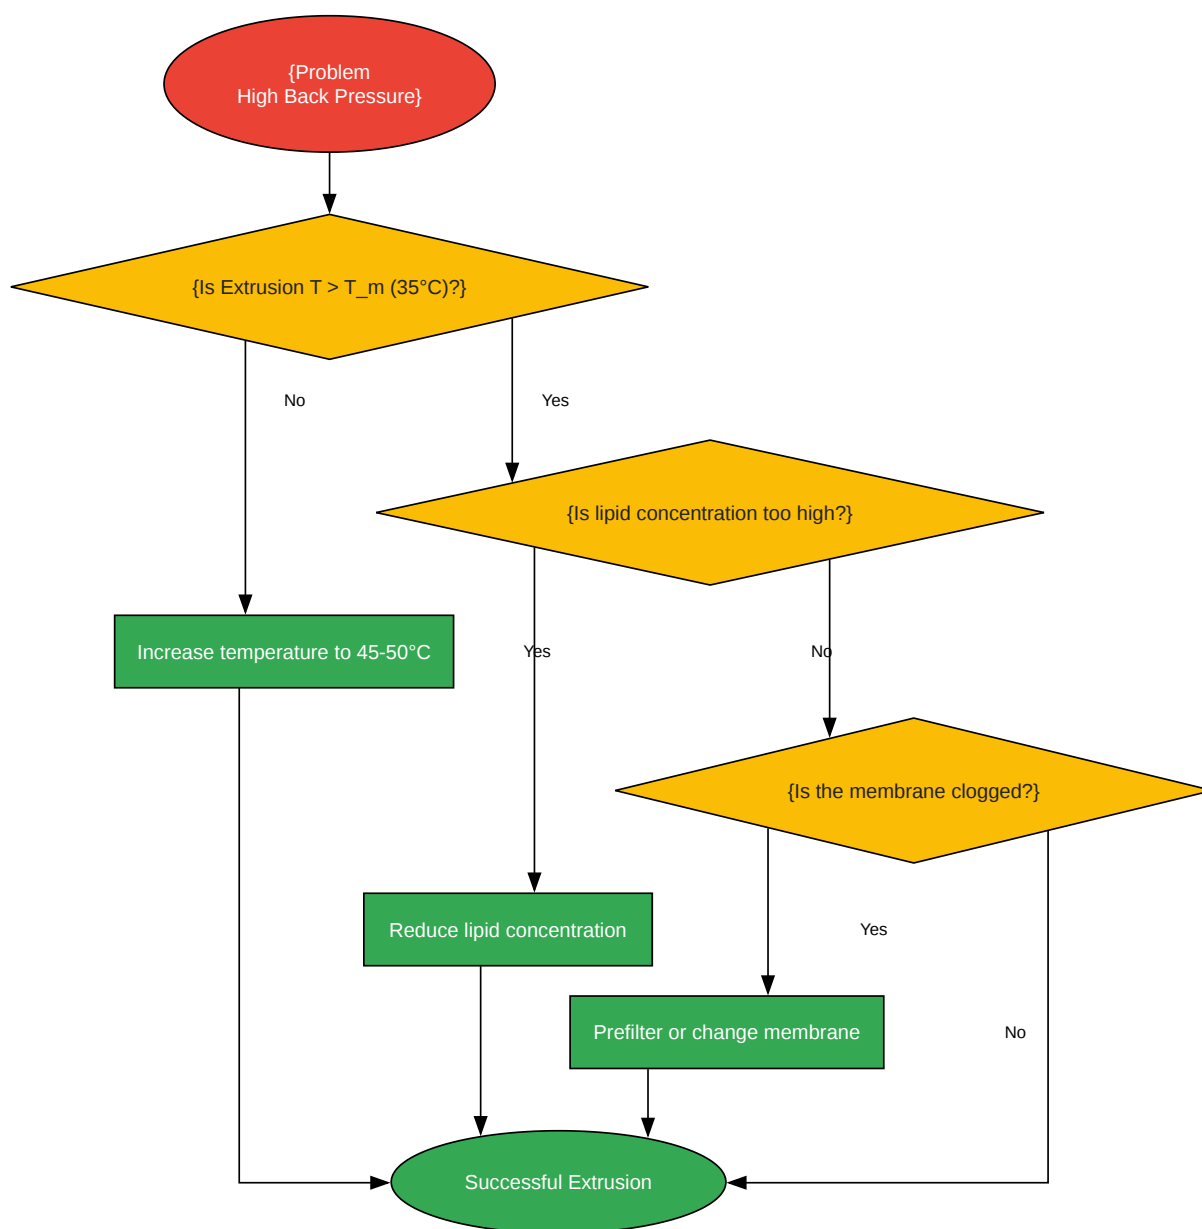 {Problem
High Back Pressure}
{Is Extrusion T > T_m (35°C)?}
No
Yes
{Is lipid concentration too high?}
Increase temperature to 45-50°C
Yes
No
{Is the membrane clogged?}
Reduce lipid concentration
Yes
Prefilter or change membrane
No
Successful Extrusion